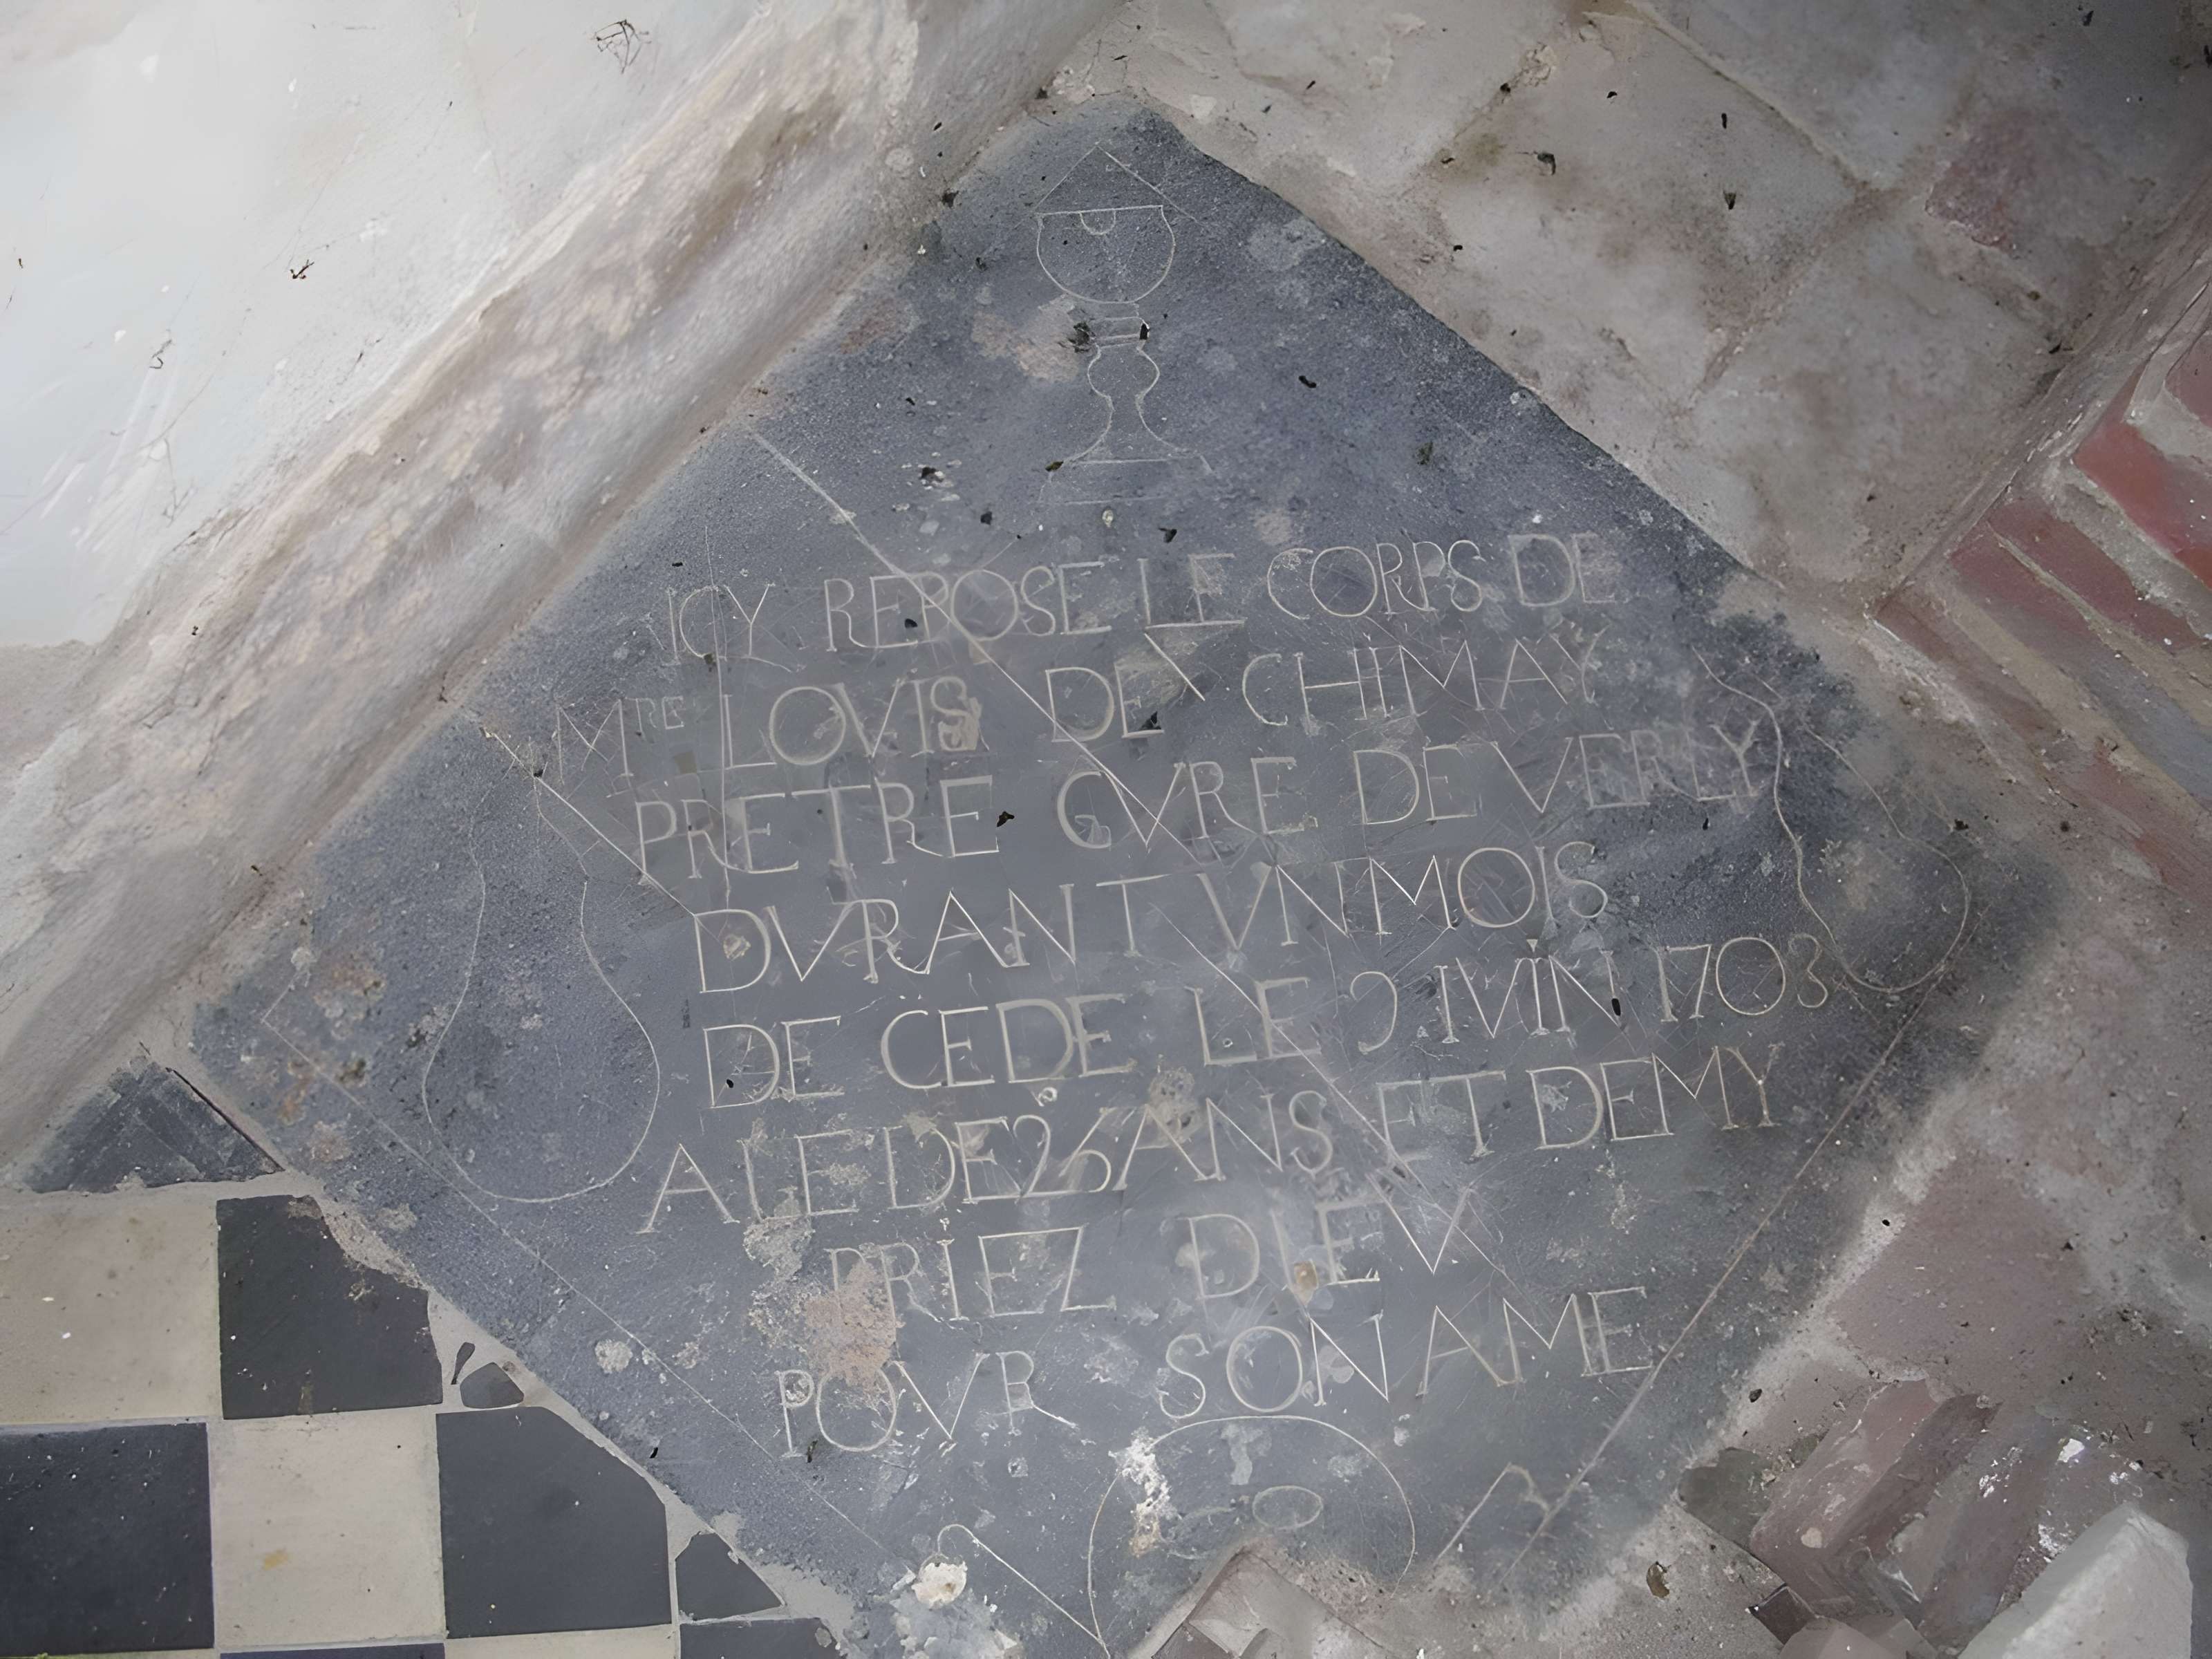 ICY REPOSE LE CORPS DE
MRE LOVIS DE CHIMAY
PRETRE CVRE DE VERLY
DVRANT VN MOIS
DE CEDE LE 9 IVIN 1703
AIE DE 26 ANS ET DEMY
PRIEZ DIEV
POVR SON AME